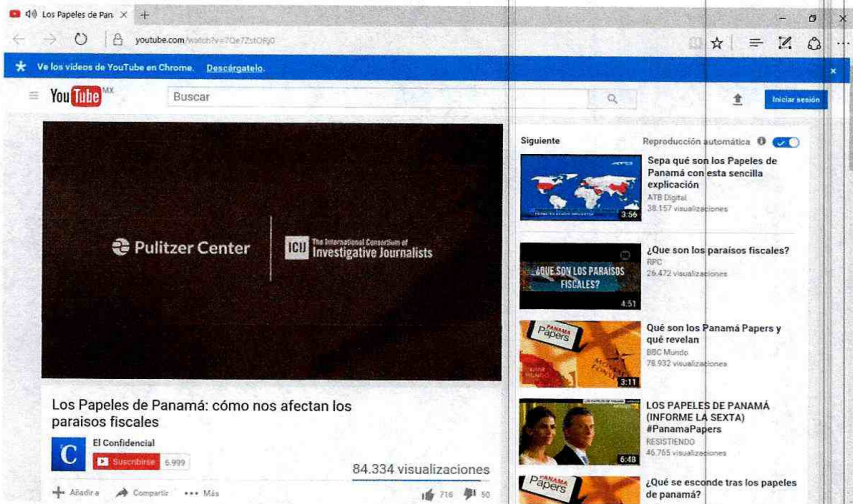 Los Papeles de Pan
youtube.com/watch?v=
Ve los vídeos de YouTube en Chrome. Descárgatelo.
YouTube MX
Buscar
Iniciar sesión
Pulitzer Center
ICIJ The International Consortium of
Investigative Journalists
Los Papeles de Panamá: cómo nos afectan los
paraisos fiscales
El Confidencial
Suscribirse 6.999
84.334 visualizaciones
Añadir a Compartir ••• Más
716 50
Siguiente
Reproducción automática
3:56
Sepa qué son los Papeles de
Panamá con esta sencilla
explicación
ATB Digital
38.157 visualizaciones
¿QUE SON LOS PARAÍSOS
FISCALES?
4:51
¿Que son los paraísos fiscales?
RPC
26.472 visualizaciones
PANAMA
Papers
3:11
Qué son los Panamá Papers y
qué revelan
BBC Mundo
78.932 visualizaciones
6:48
LOS PAPELES DE PANAMÁ
(INFORME LA SEXTA)
#PanamaPapers
RESISTIENDO
46.765 visualizaciones
PANAMA
Papers
¿Qué se esconde tras los papeles
de panamá?